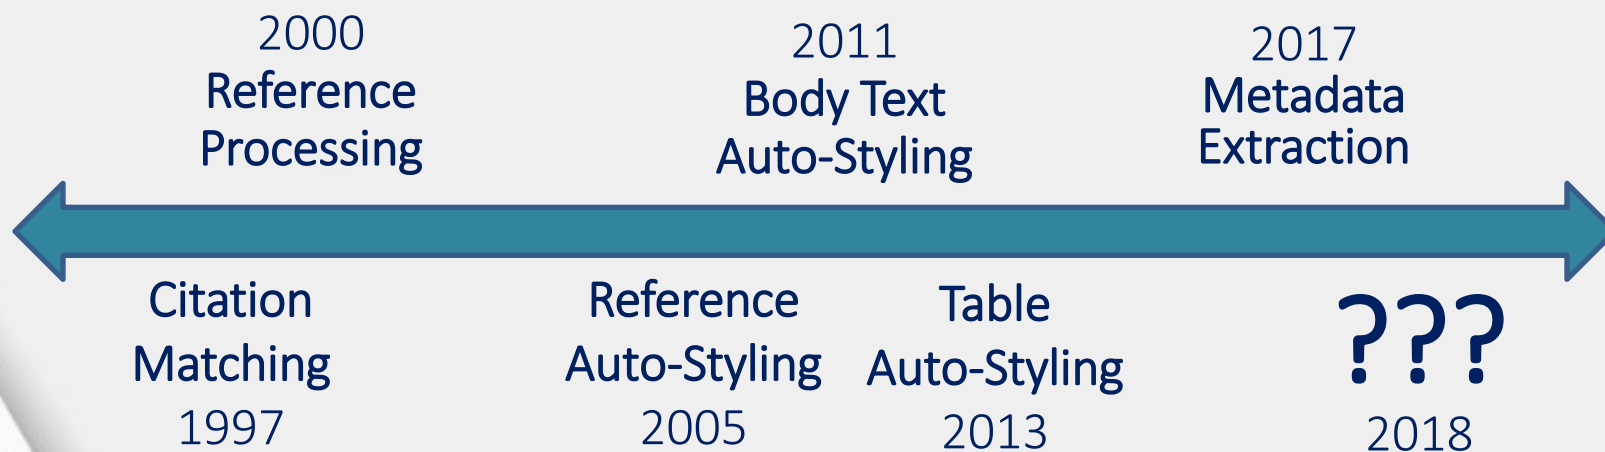 2000
Reference
Processing
2011
Body Text
Auto-Styling
2017
Metadata
Extraction
Citation
Matching
1997
Reference
Auto-Styling
2005
Table
Auto-Styling
2013
???
2018